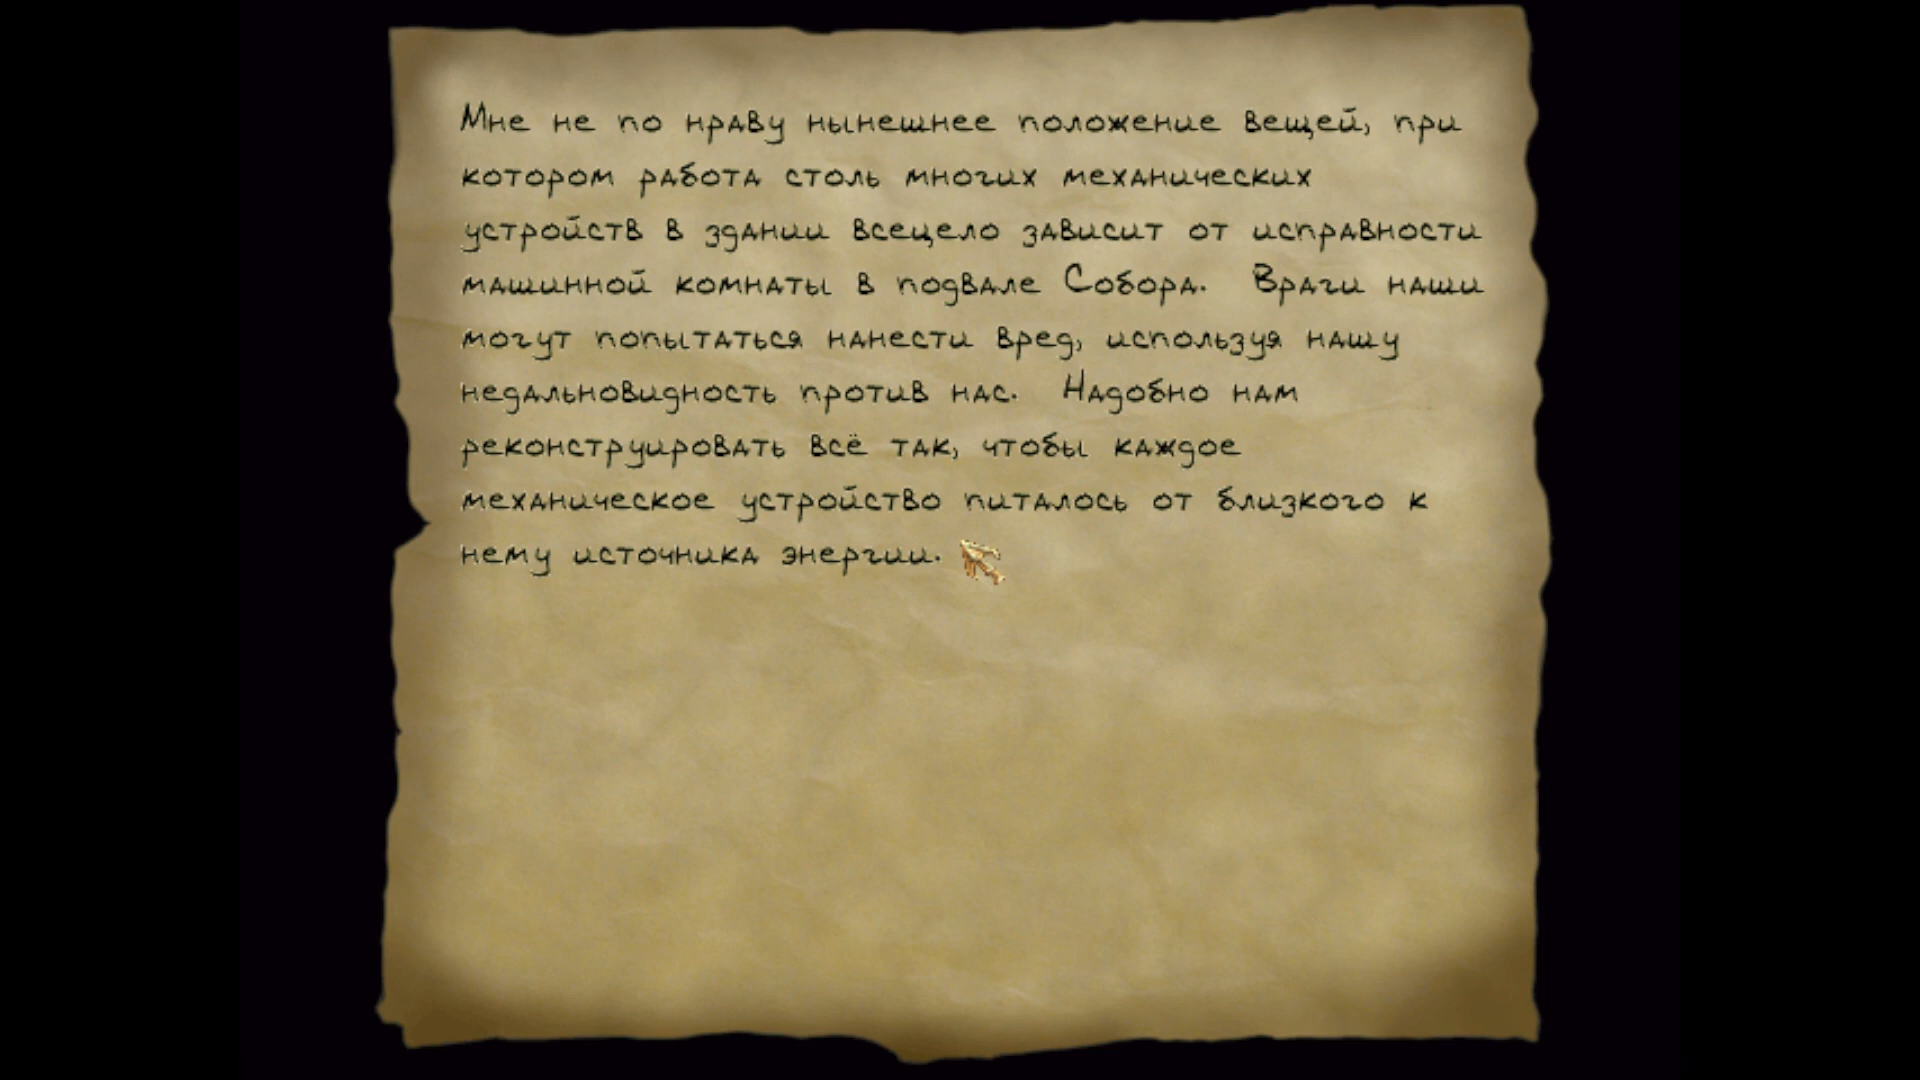 Мне не по нраву нынешнее положение вещей, при
котором работа столь многих механических
устройств в здании всецело зависит от исправности
машинной комнаты в подвале Собора. Враги наши
могут попытаться нанести вред, используя нашу
недальновидность против нас. Надобно нам
реконструировать всё так, чтобы каждое
механическое устройство питалось от близкого к
нему источника энергии.